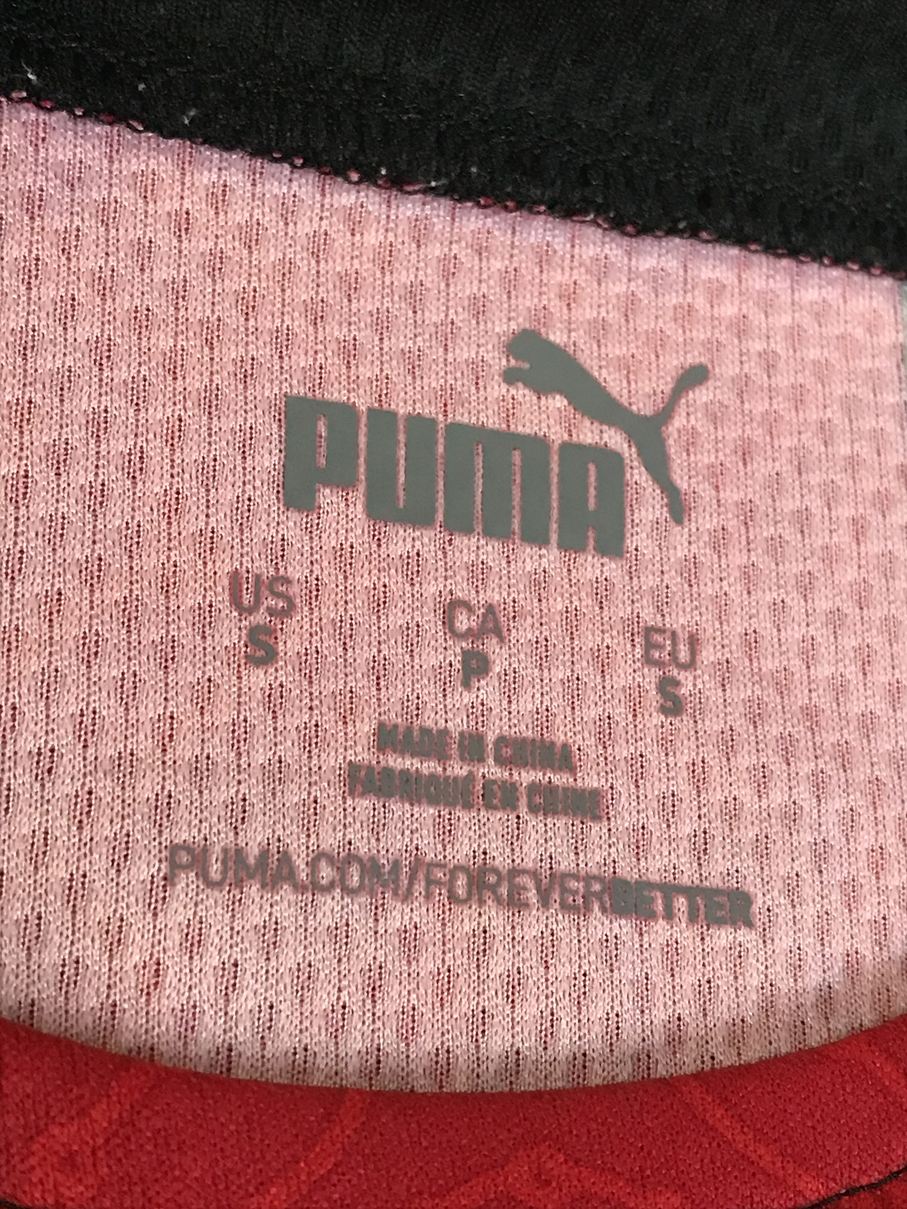 PUMA
US CA EU
S P S
MADE IN CHINA
FABRIQUÉ EN CHINE
PUMA.COM/FOREVERBETTER